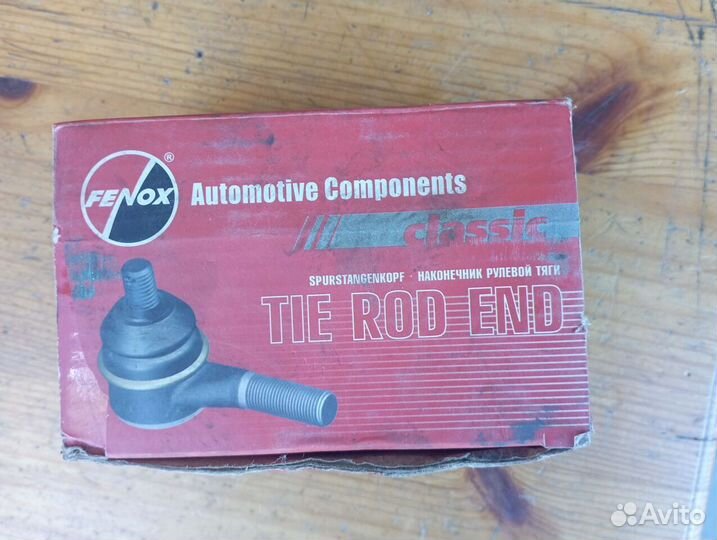 FENOX ®
Automotive Components
classic
SPURSTANGENKOPF · НАКОНЕЧНИК РУЛЕВОЙ ТЯГИ
TIE ROD END
Avito